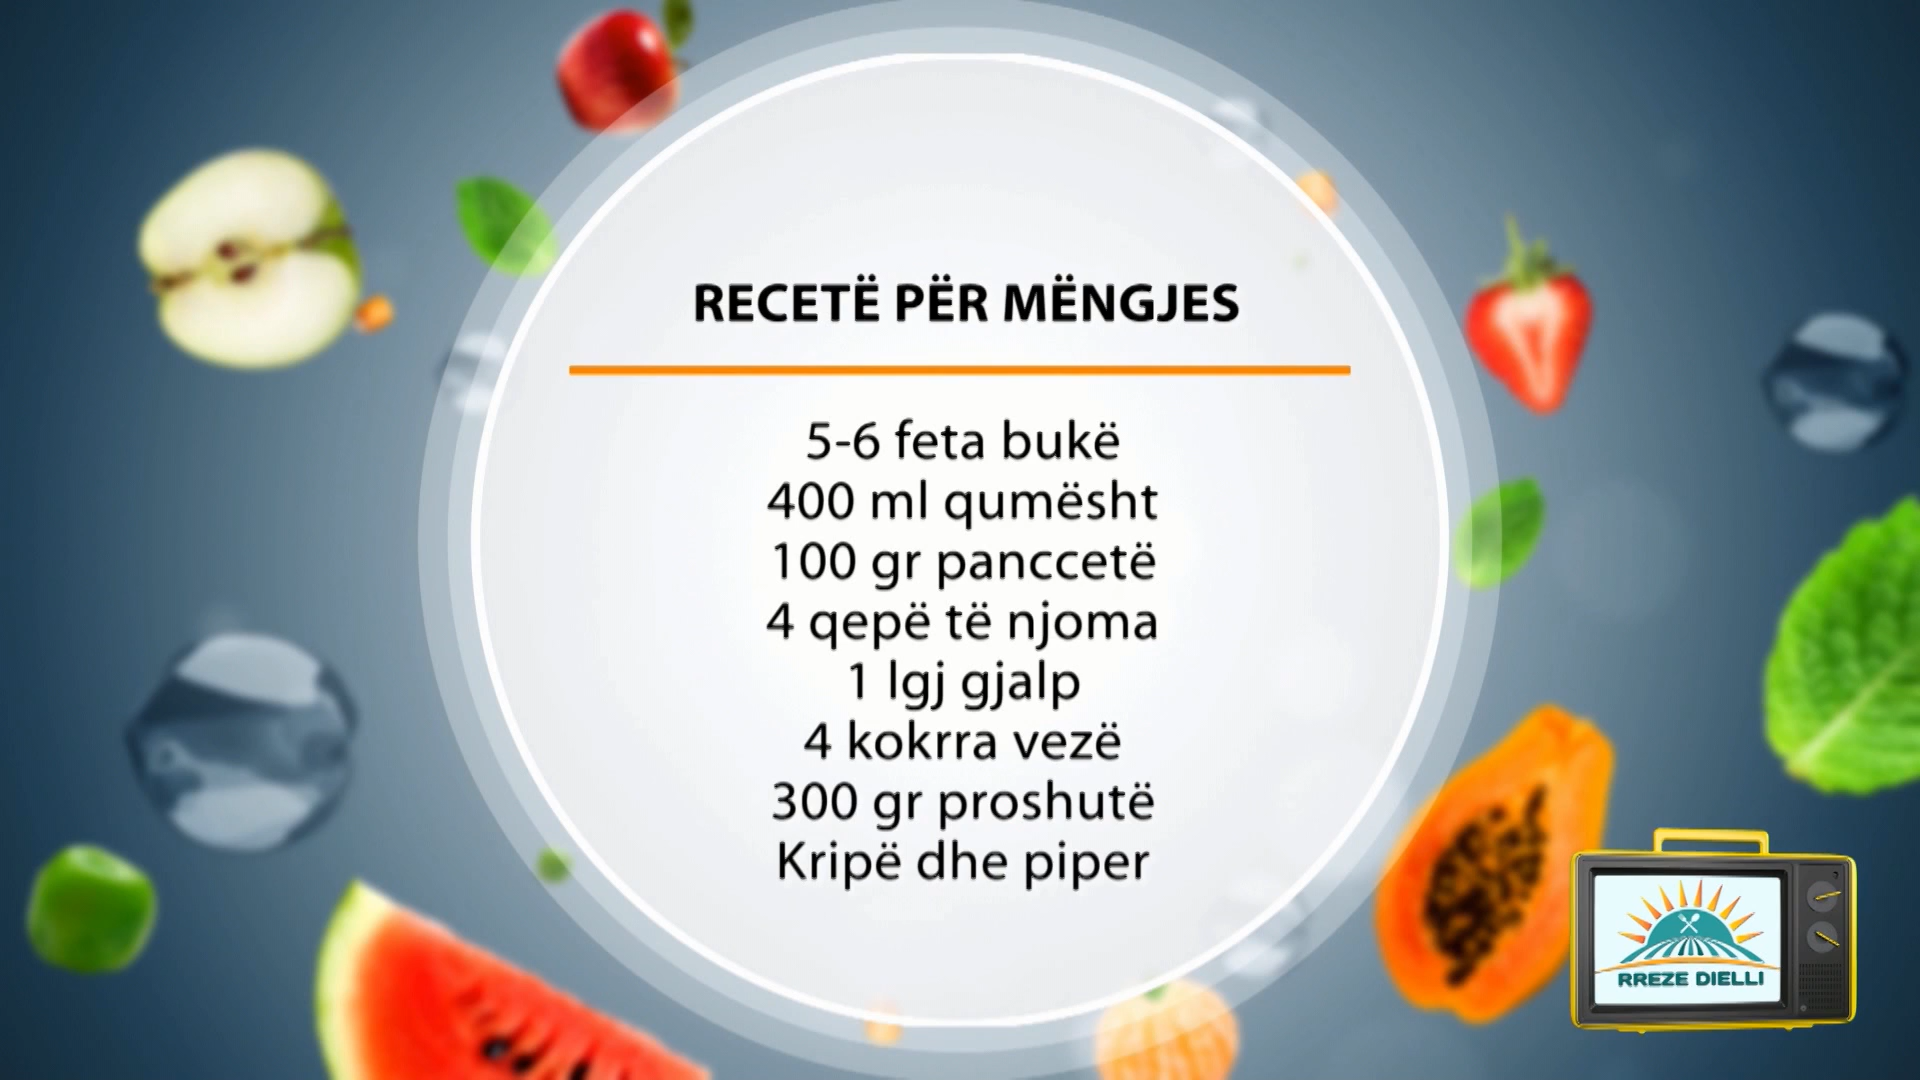 RECETË PËR MËNGJES
5-6 feta bukë
400 ml qumësht
100 gr panccetë
4 qepë të njoma
1 lgj gjalp
4 kokrra vezë
300 gr proshutë
Kripë dhe piper
RREZE DIELLI